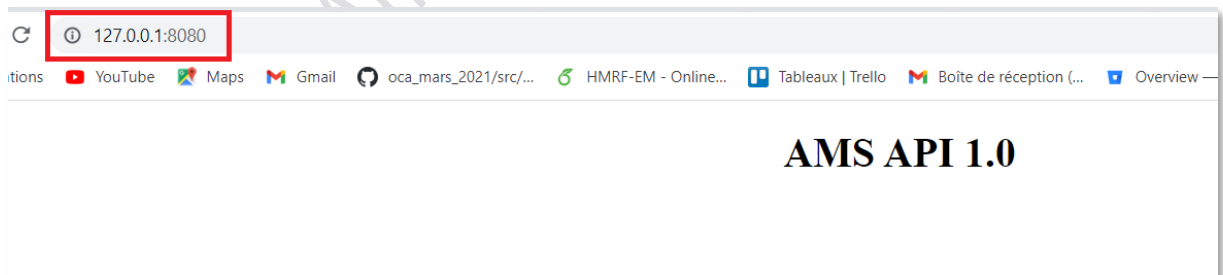 127.0.0.1:8080
itions YouTube Maps Gmail oca_mars_2021/src/... HMRF-EM - Online... Tableaux | Trello Boîte de réception (... Overview —
AMS API 1.0